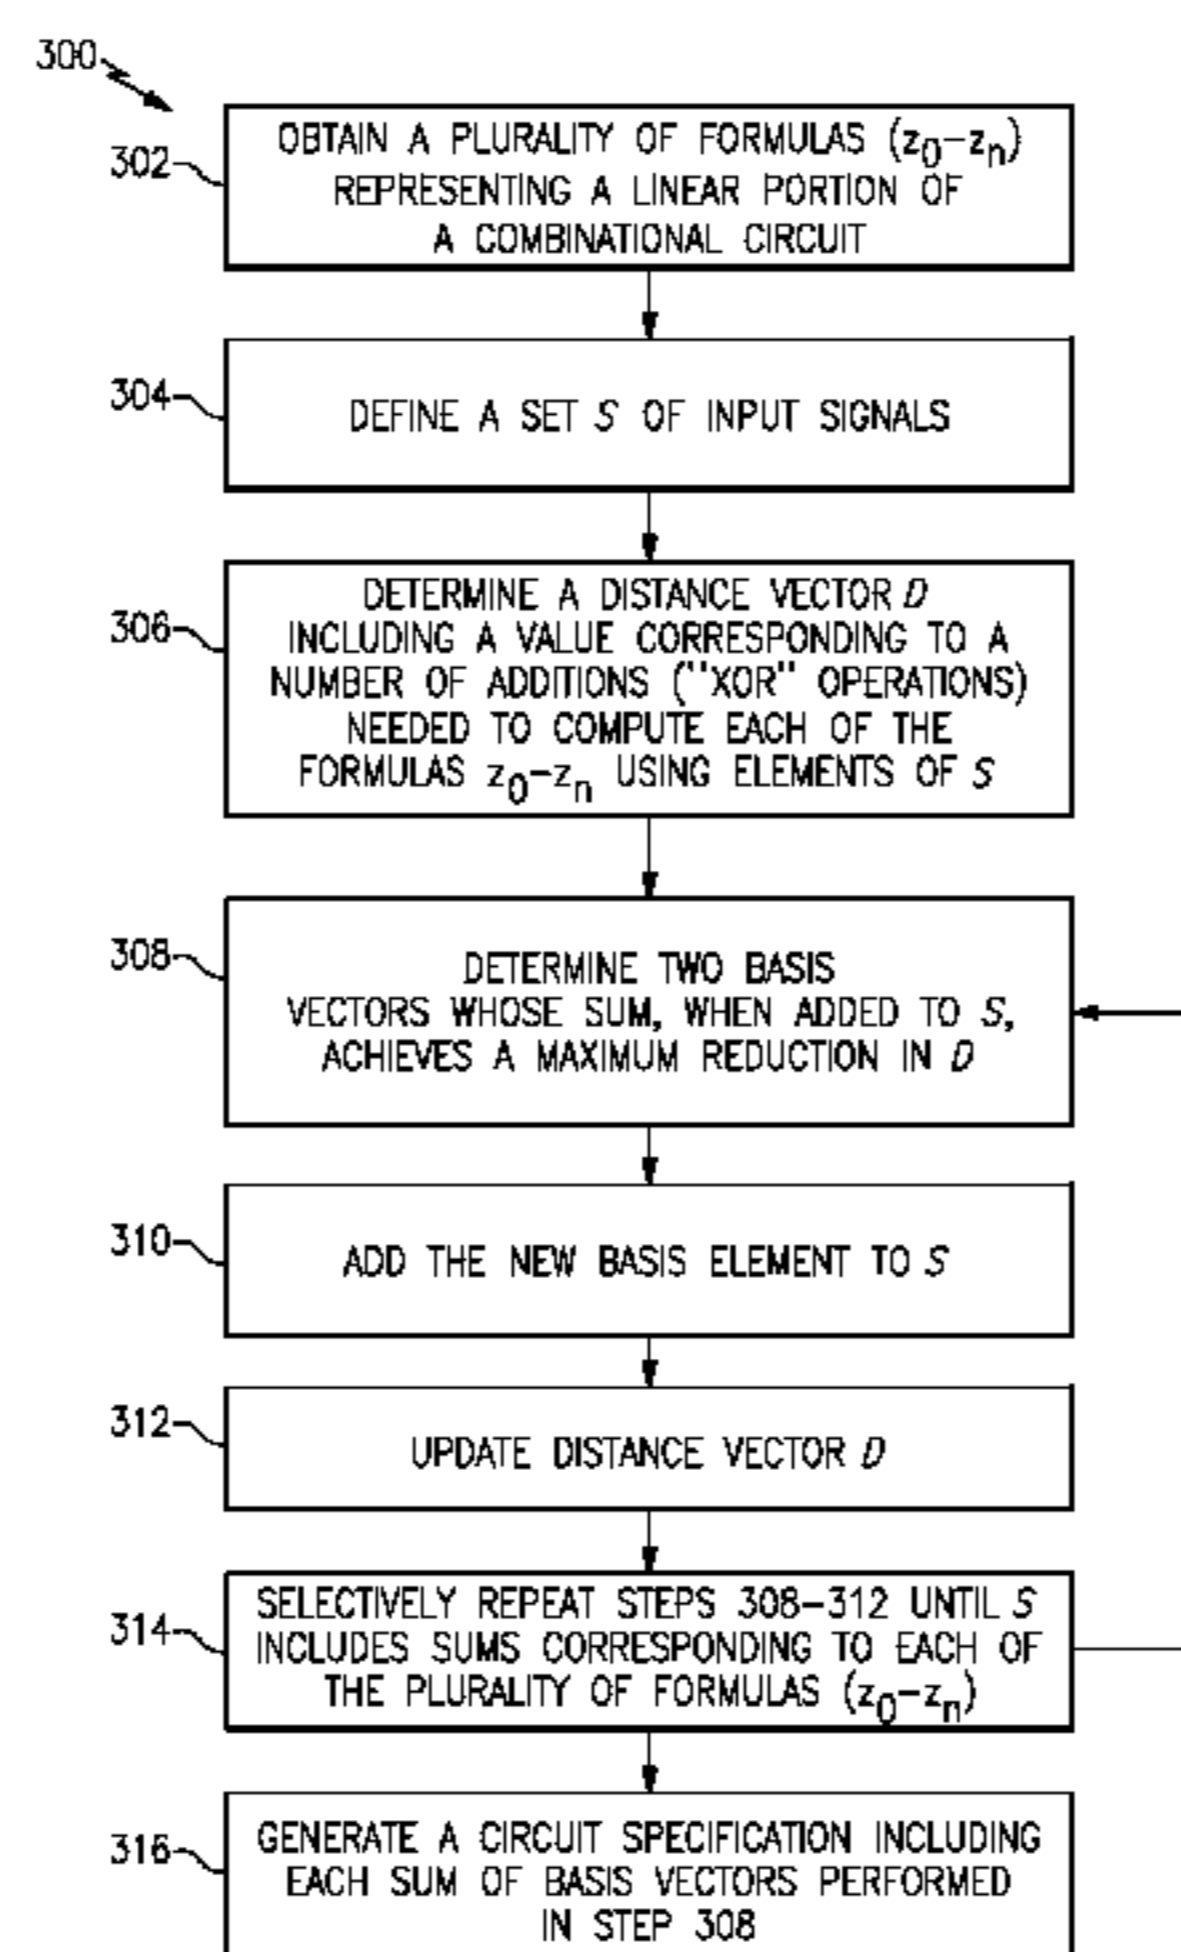 300
302
OBTAIN A PLURALITY OF FORMULAS (z0-zn)
REPRESENTING A LINEAR PORTION OF
A COMBINATIONAL CIRCUIT
304
DEFINE A SET S OF INPUT SIGNALS
306
DETERMINE A DISTANCE VECTOR D
INCLUDING A VALUE CORRESPONDING TO A
NUMBER OF ADDITIONS ("XOR" OPERATIONS)
NEEDED TO COMPUTE EACH OF THE
FORMULAS z0-zn USING ELEMENTS OF S
308
DETERMINE TWO BASIS
VECTORS WHOSE SUM, WHEN ADDED TO S,
ACHIEVES A MAXIMUM REDUCTION IN D
310
ADD THE NEW BASIS ELEMENT TO S
312
UPDATE DISTANCE VECTOR D
314
SELECTIVELY REPEAT STEPS 308-312 UNTIL S
INCLUDES SUMS CORRESPONDING TO EACH OF
THE PLURALITY OF FORMULAS (z0-zn)
316
GENERATE A CIRCUIT SPECIFICATION INCLUDING
EACH SUM OF BASIS VECTORS PERFORMED
IN STEP 308